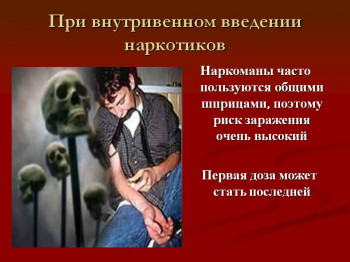 При внутривенном введении
наркотиков
Наркоманы часто
пользуются общими
шприцами, поэтому
риск заражения
очень высокий
Первая доза может
стать последней